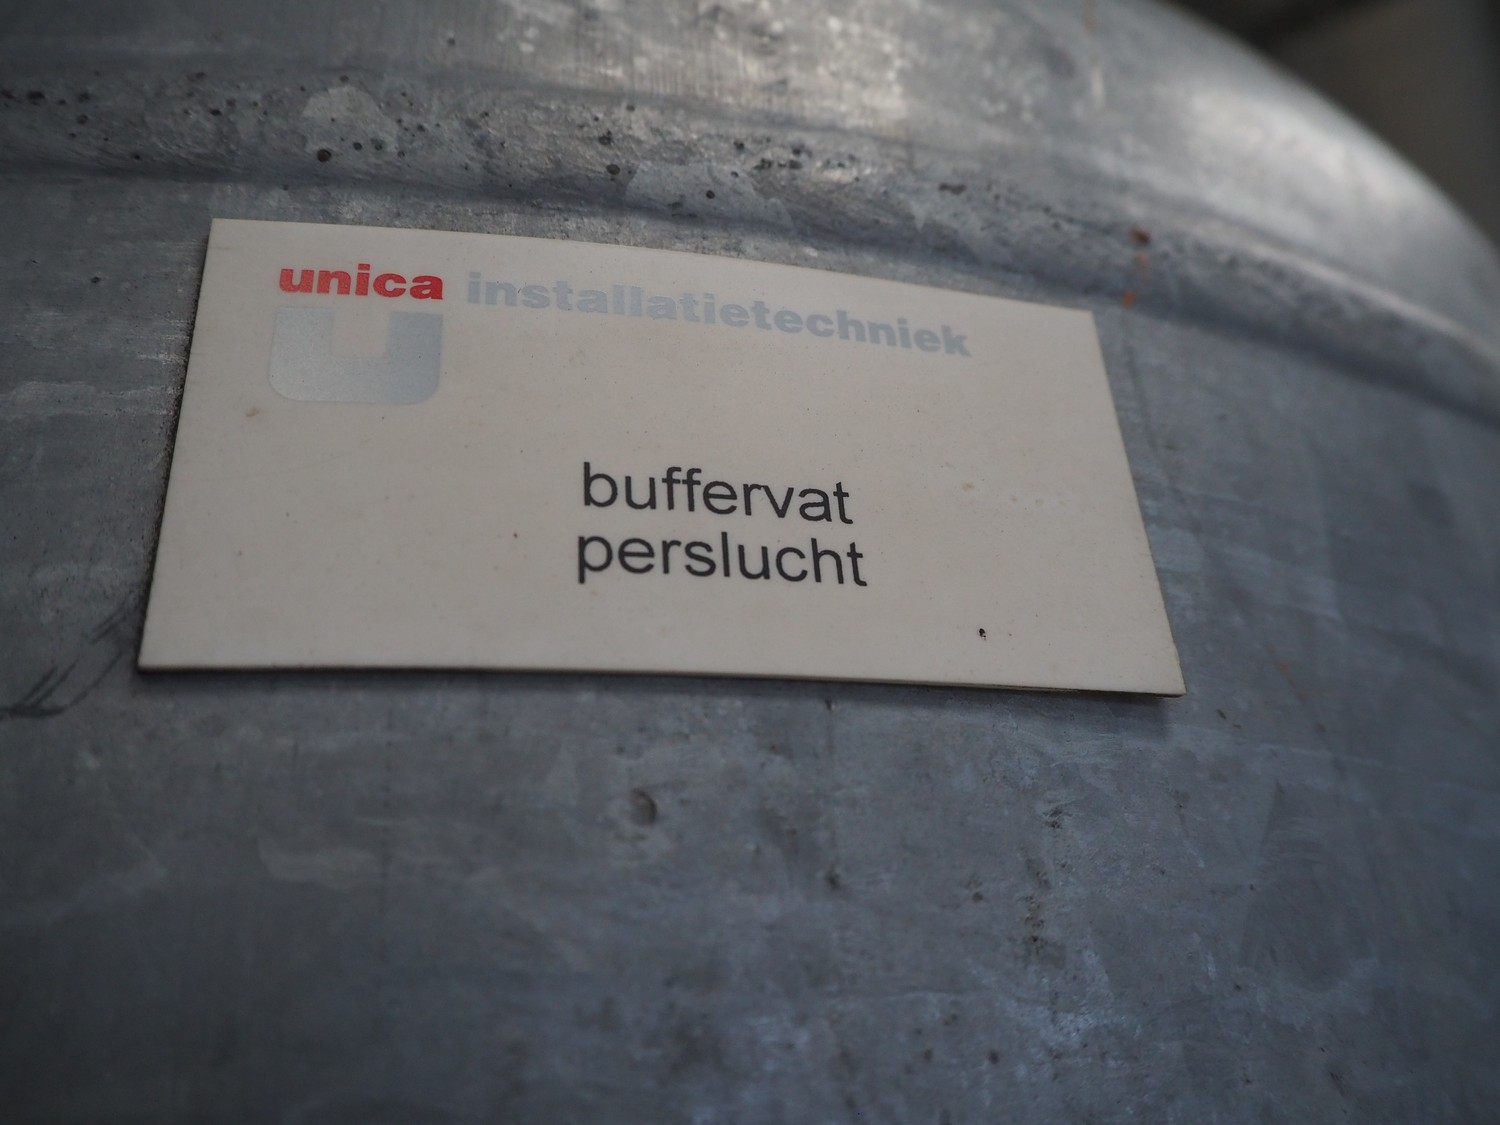 unica installatietechniek
buffervat
perslucht